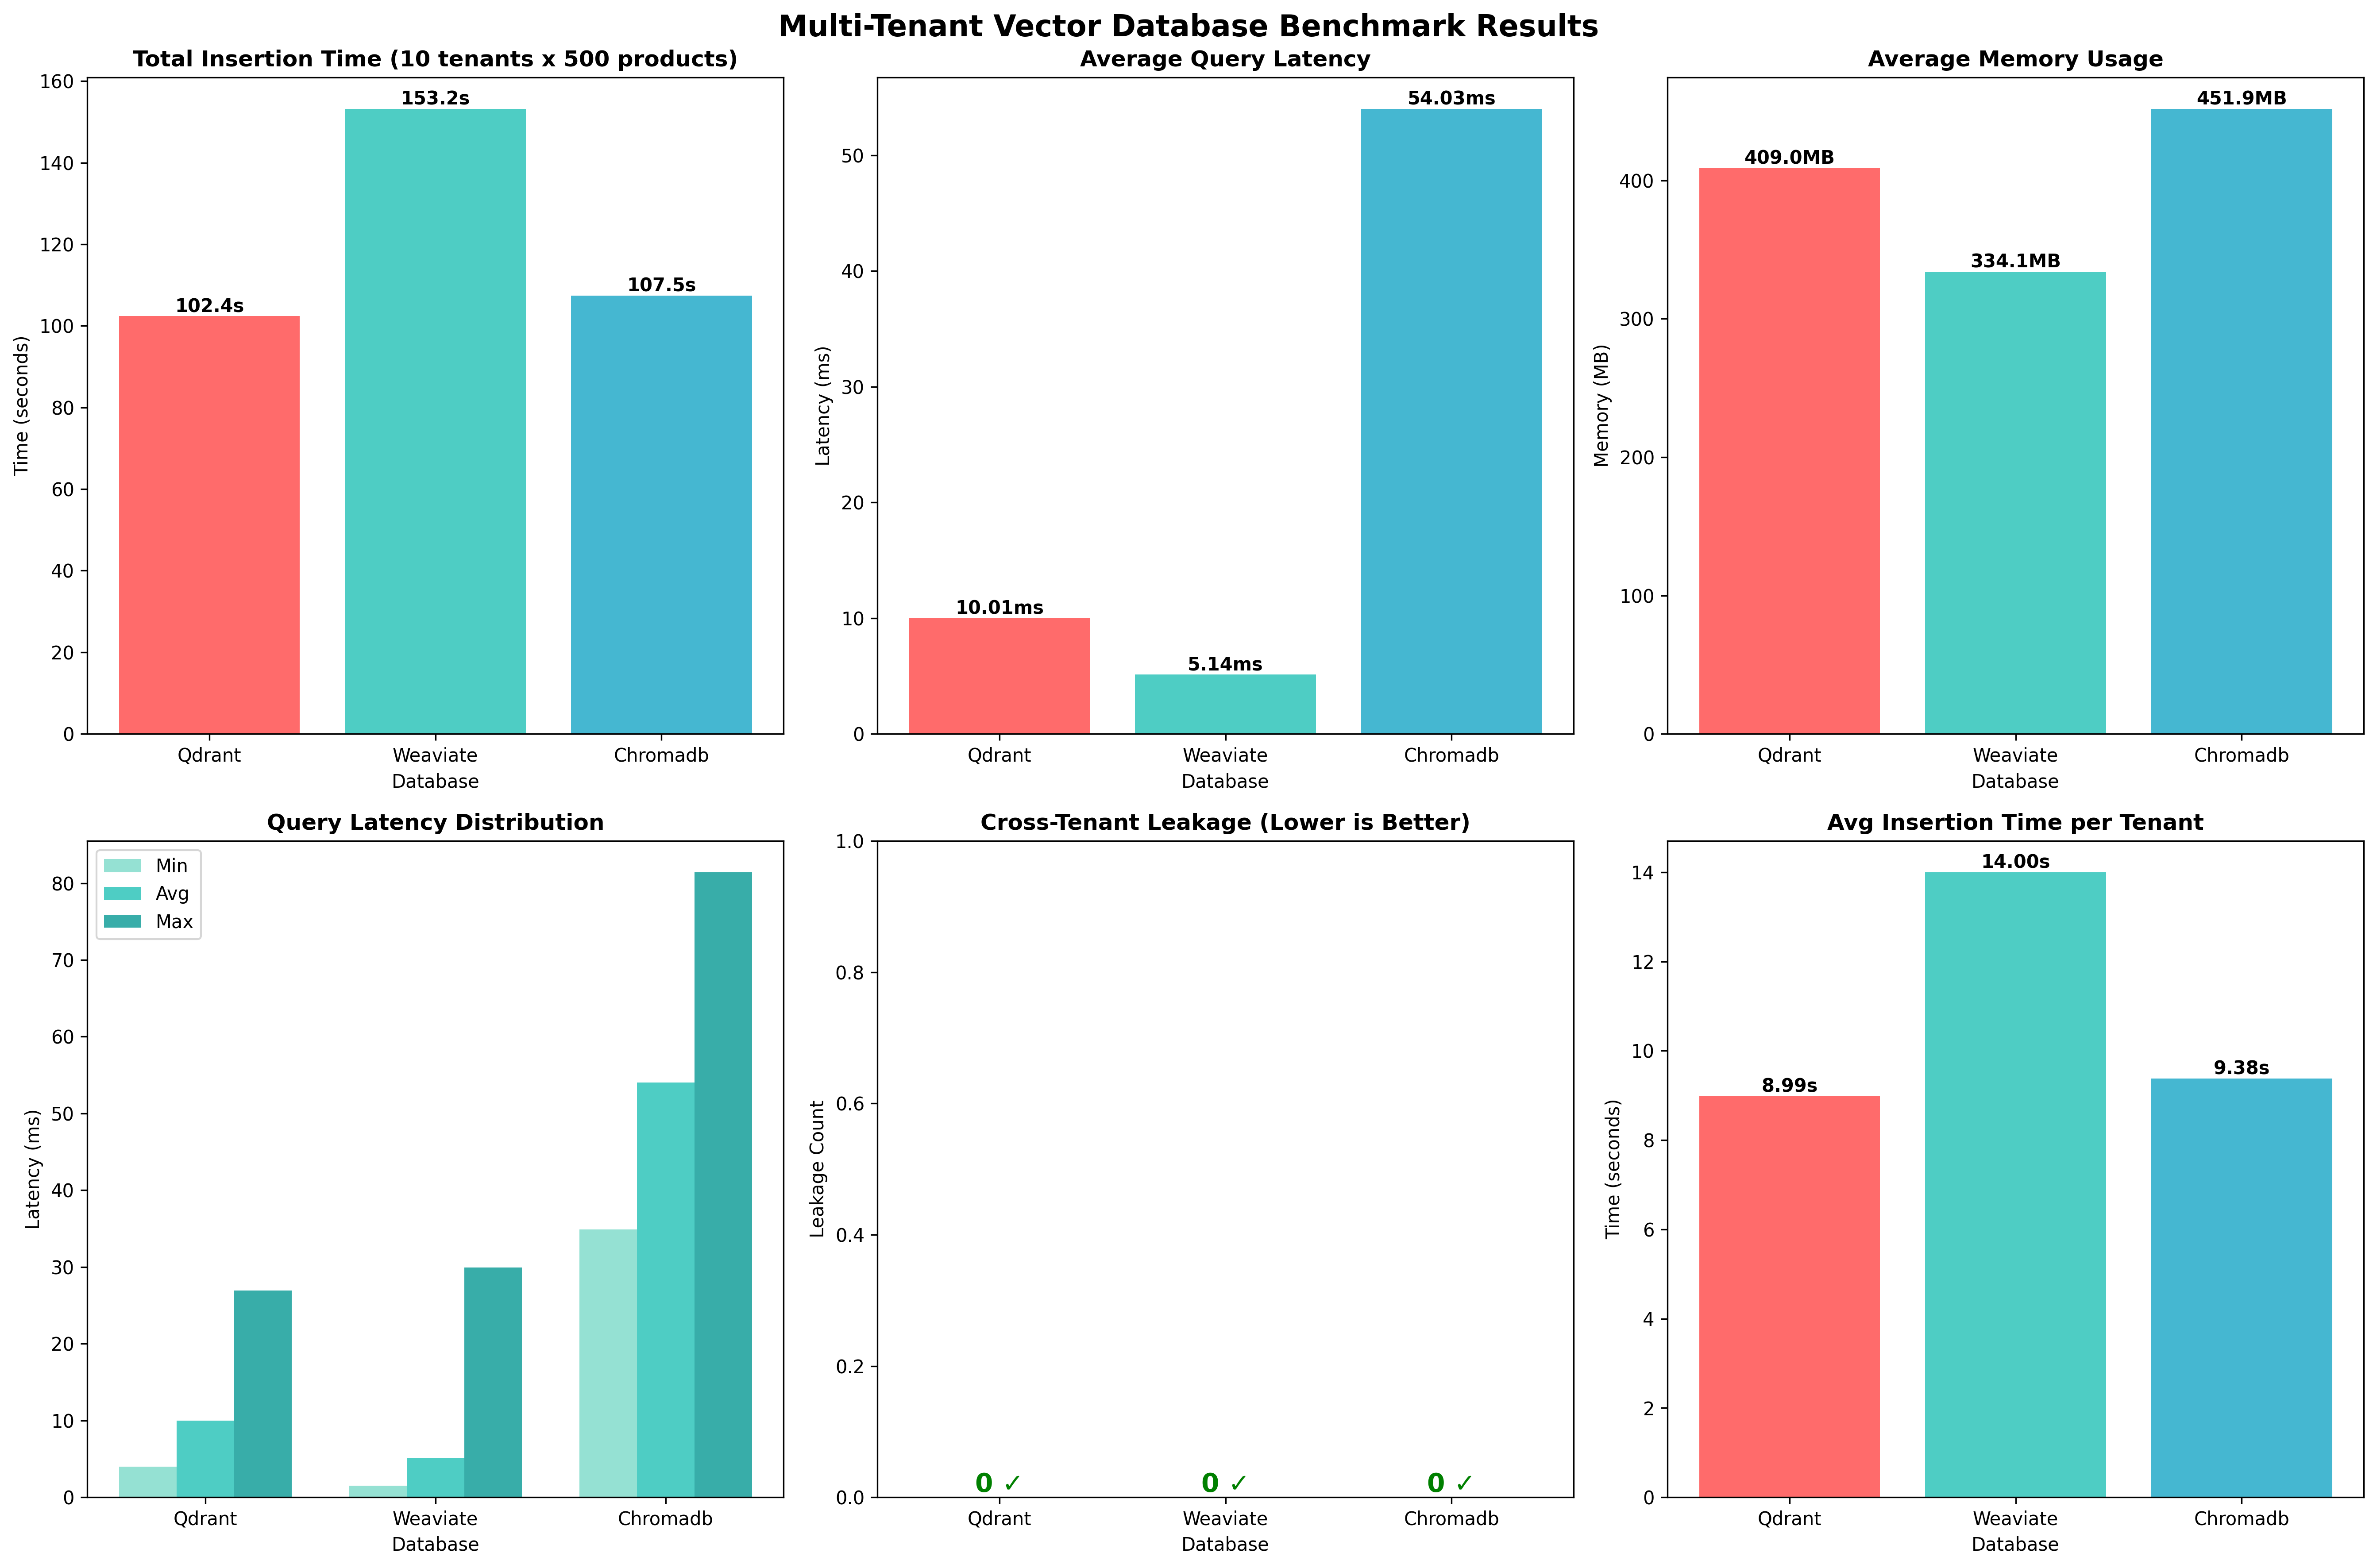 Multi-Tenant Vector Database Benchmark Results
Total Insertion Time (10 tenants x 500 products)
160
140
120
100
80
60
40
20
0
Time (seconds)
102.4s
153.2s
107.5s
Qdrant
Weaviate
Chromadb
Database
Average Query Latency
50
40
30
20
10
0
Latency (ms)
10.01ms
5.14ms
54.03ms
Qdrant
Weaviate
Chromadb
Database
Average Memory Usage
400
300
200
100
0
Memory (MB)
409.0MB
334.1MB
451.9MB
Qdrant
Weaviate
Chromadb
Database
Query Latency Distribution
Min
Avg
Max
80
70
60
50
40
30
20
10
0
Latency (ms)
Qdrant
Weaviate
Chromadb
Database
Cross-Tenant Leakage (Lower is Better)
1.0
0.8
0.6
0.4
0.2
0.0
Leakage Count
0 ✓
0 ✓
0 ✓
Qdrant
Weaviate
Chromadb
Database
Avg Insertion Time per Tenant
14
12
10
8
6
4
2
0
Time (seconds)
8.99s
14.00s
9.38s
Qdrant
Weaviate
Chromadb
Database